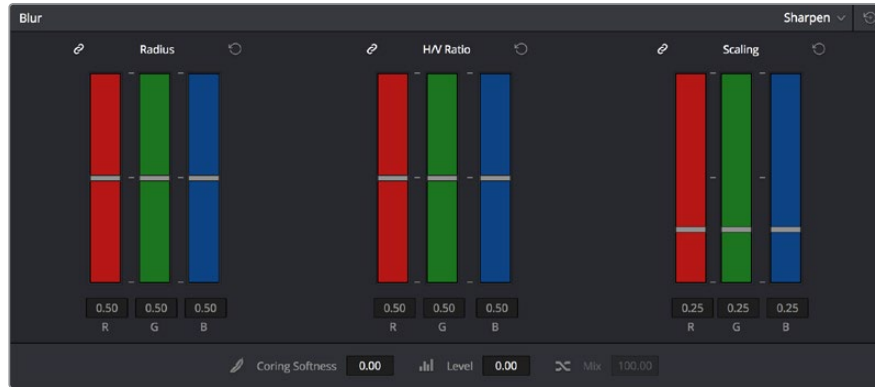 Blur Sharpen
Radius H/V Ratio Scaling
0.50 0.50 0.50 0.50 0.50 0.50 0.25 0.25 0.25
R G B R G B R G B
Coring Softness 0.00 Level 0.00 Mix 100.00